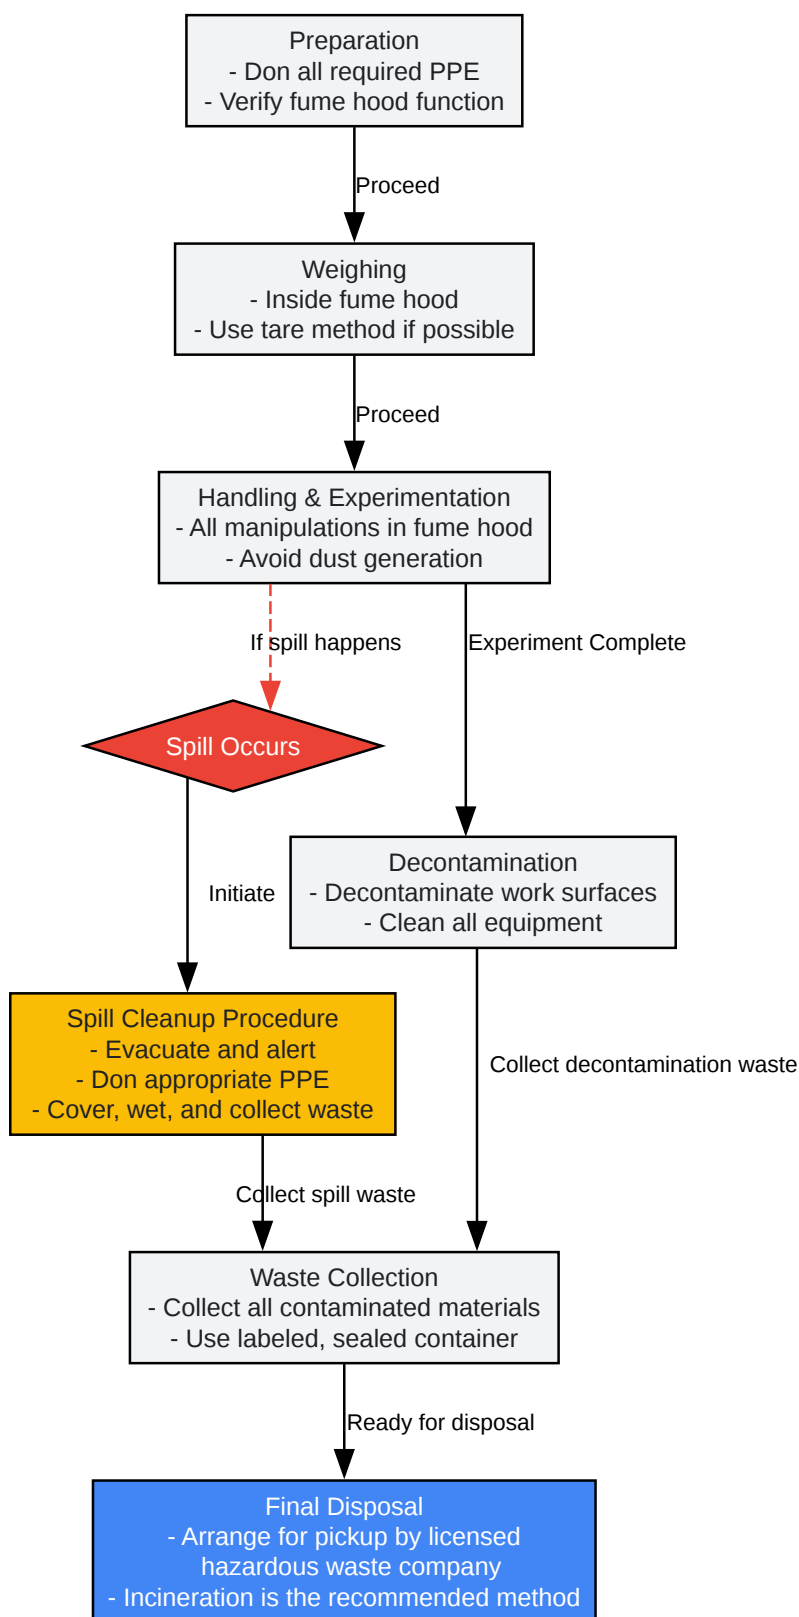 Preparation
- Don all required PPE
- Verify fume hood function
Proceed
Weighing
- Inside fume hood
- Use tare method if possible
Proceed
Handling & Experimentation
- All manipulations in fume hood
- Avoid dust generation
If spill happens
Experiment Complete
Spill Occurs
Initiate
Decontamination
- Decontaminate work surfaces
- Clean all equipment
Spill Cleanup Procedure
- Evacuate and alert
- Don appropriate PPE
- Cover, wet, and collect waste
Collect decontamination waste
Collect spill waste
Waste Collection
- Collect all contaminated materials
- Use labeled, sealed container
Ready for disposal
Final Disposal
- Arrange for pickup by licensed
hazardous waste company
- Incineration is the recommended method